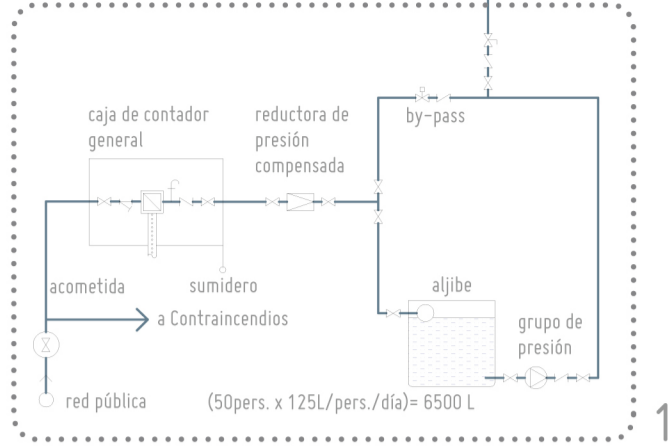 caja de contador
general
reductora de
presión
compensada
by-pass
acometida
sumidero
aljibe
a Contraincendios
grupo de
presión
red pública
(50pers. x 125L/pers./día)= 6500 L
1